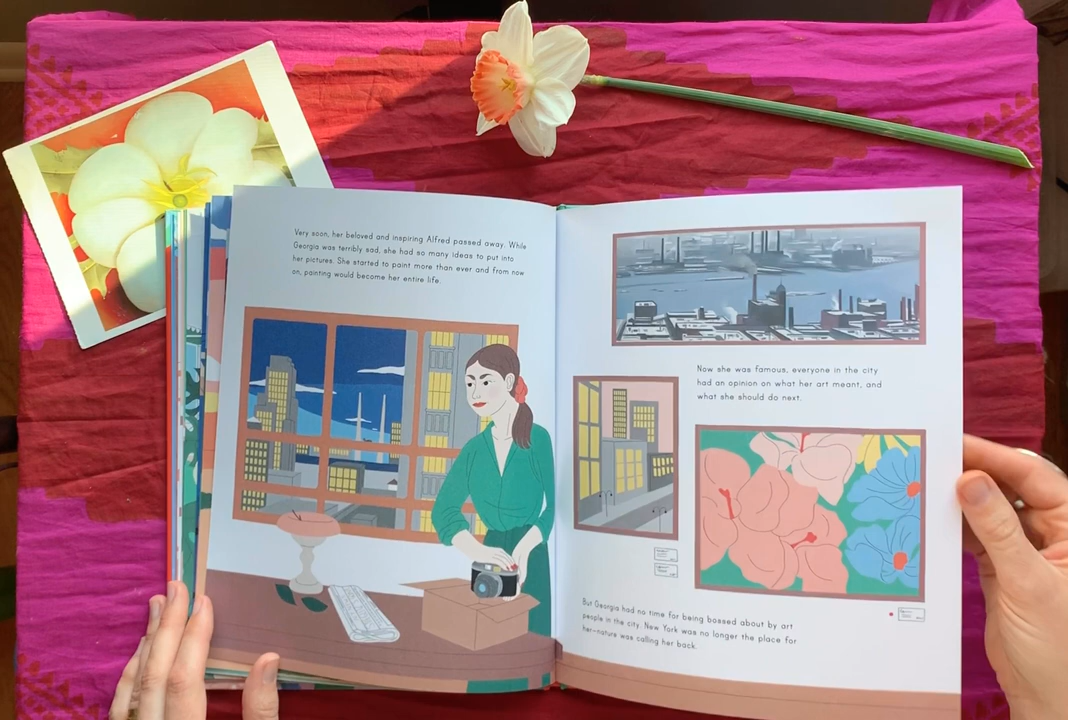 Very soon, her beloved and inspiring Alfred passed away. While
Georgia was terribly sad, she had so many ideas to put into
her pictures. She started to paint more than ever and from now
on, painting would become her entire life.
Now she was famous, everyone in the city
had an opinion on what her art meant, and
what she should do next.
But Georgia had no time for being bossed about by art
people in the city. New York was no longer the place for
her–nature was calling her back.